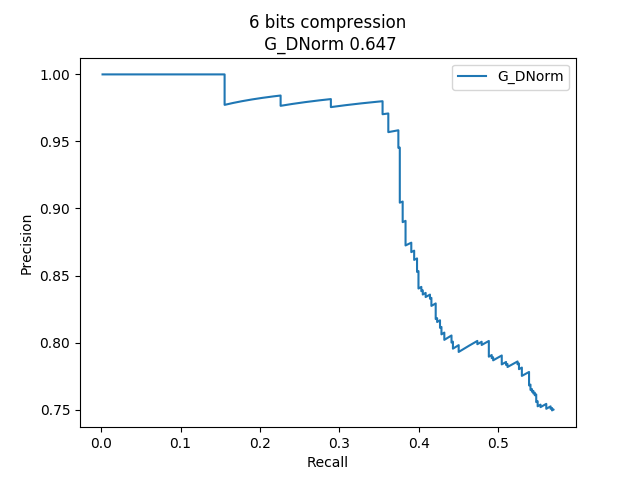 6 bits compression
G_DNorm 0.647
G_DNorm
1.00
0.95
0.90
0.85
0.80
0.75
Precision
0.0 0.1 0.2 0.3 0.4 0.5
Recall